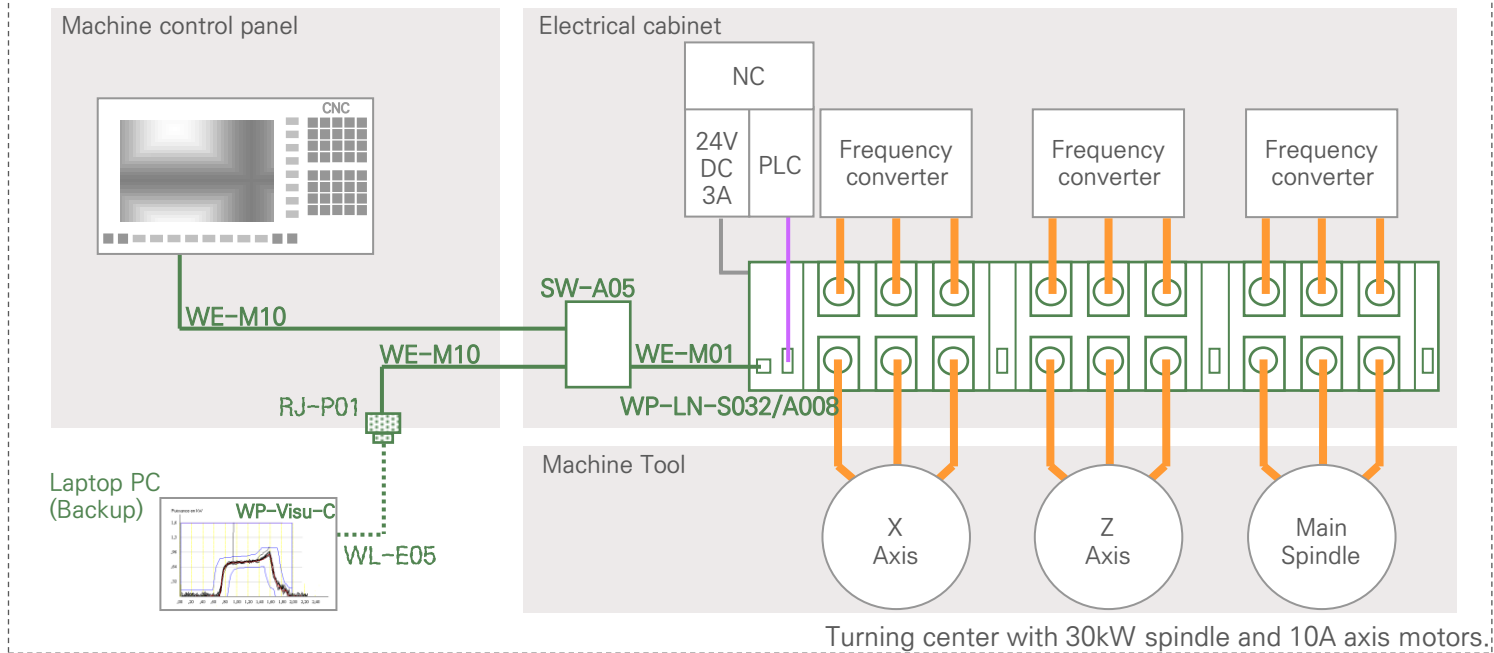 Machine control panel
Electrical cabinet
CNC
NC
24V
DC
3A
PLC
Frequency
converter
Frequency
converter
Frequency
converter
SW-A05
WE-M10
WE-M10
WE-M01
RJ-P01
WP-LN-S032/A008
Machine Tool
Laptop PC
(Backup)
WP-Visu-C
WL-E05
X
Axis
Z
Axis
Main
Spindle
Turning center with 30kW spindle and 10A axis motors.